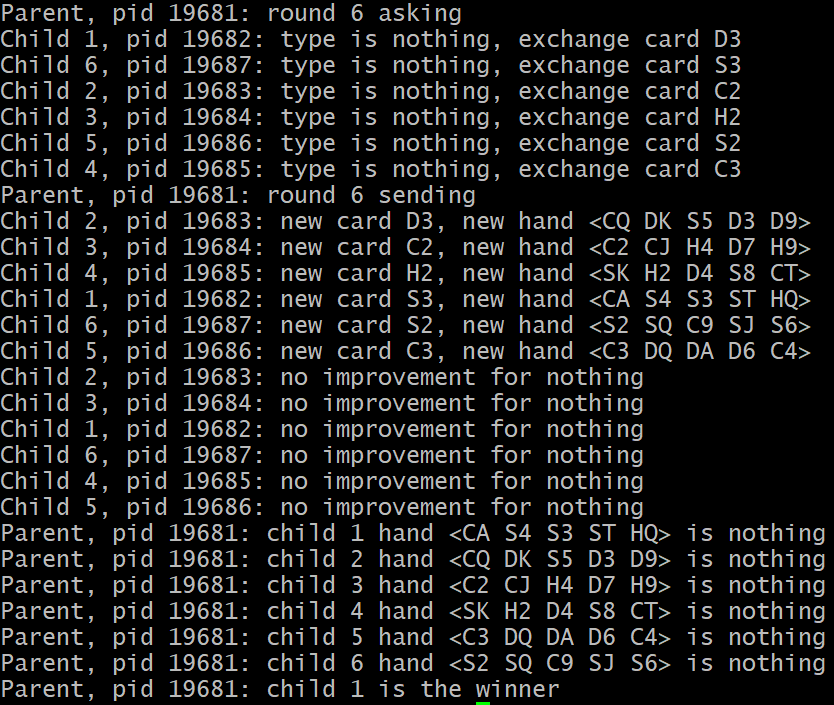 Parent, pid 19681: round 6 asking
Child 1, pid 19682: type is nothing, exchange card D3
Child 6, pid 19687: type is nothing, exchange card S3
Child 2, pid 19683: type is nothing, exchange card C2
Child 3, pid 19684: type is nothing, exchange card H2
Child 5, pid 19686: type is nothing, exchange card S2
Child 4, pid 19685: type is nothing, exchange card C3
Parent, pid 19681: round 6 sending
Child 2, pid 19683: new card D3, new hand <CQ DK S5 D3 D9>
Child 3, pid 19684: new card C2, new hand <C2 CJ H4 D7 H9>
Child 4, pid 19685: new card H2, new hand <SK H2 D4 S8 CT>
Child 1, pid 19682: new card S3, new hand <CA S4 S3 ST HQ>
Child 6, pid 19687: new card S2, new hand <S2 SQ C9 SJ S6>
Child 5, pid 19686: new card C3, new hand <C3 DQ DA D6 C4>
Child 2, pid 19683: no improvement for nothing
Child 3, pid 19684: no improvement for nothing
Child 1, pid 19682: no improvement for nothing
Child 6, pid 19687: no improvement for nothing
Child 4, pid 19685: no improvement for nothing
Child 5, pid 19686: no improvement for nothing
Parent, pid 19681: child 1 hand <CA S4 S3 ST HQ> is nothing
Parent, pid 19681: child 2 hand <CQ DK S5 D3 D9> is nothing
Parent, pid 19681: child 3 hand <C2 CJ H4 D7 H9> is nothing
Parent, pid 19681: child 4 hand <SK H2 D4 S8 CT> is nothing
Parent, pid 19681: child 5 hand <C3 DQ DA D6 C4> is nothing
Parent, pid 19681: child 6 hand <S2 SQ C9 SJ S6> is nothing
Parent, pid 19681: child 1 is the winner